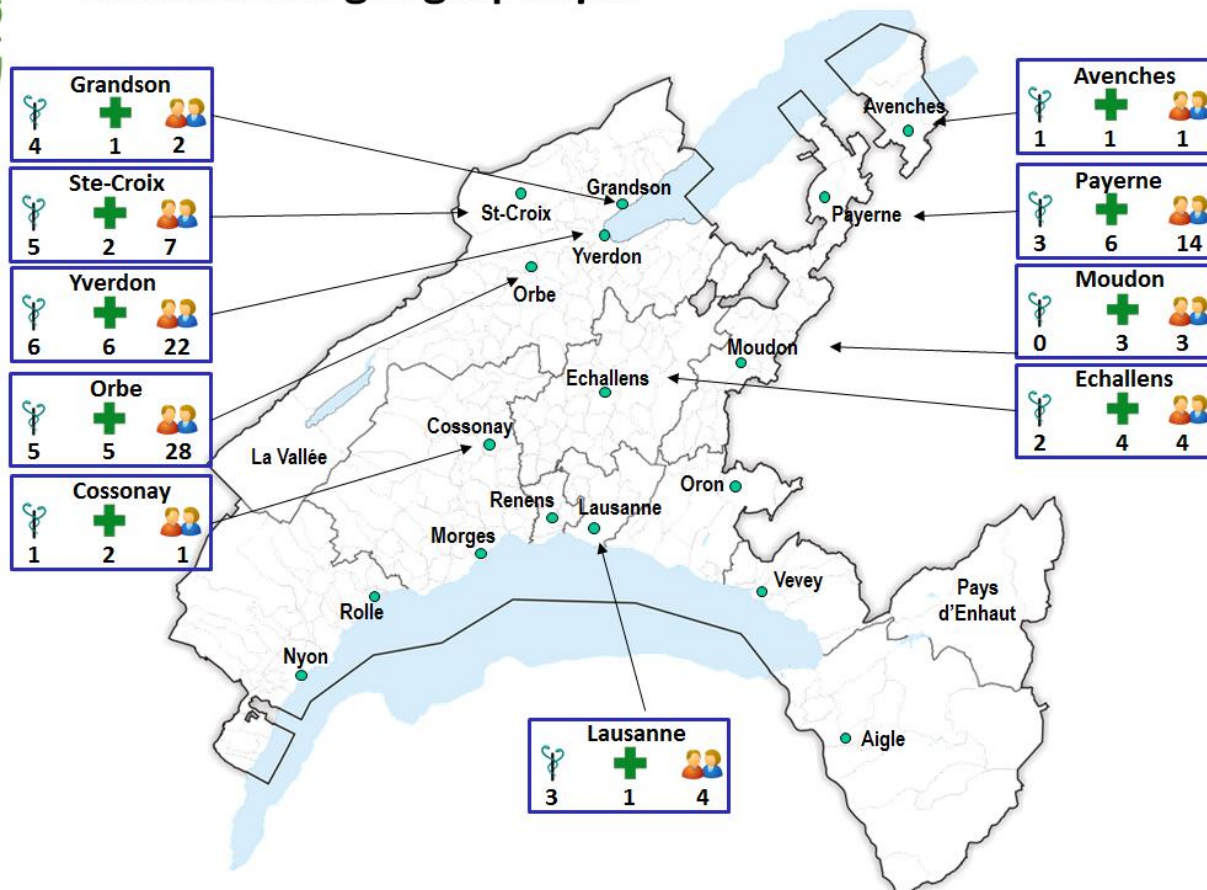 Grandson
4 1 2
Ste-Croix
5 2 7
Yverdon
6 6 22
Orbe
5 5 28
Cossonay
1 2 1
Avenches
1 1 1
Payerne
3 6 14
Moudon
0 3 3
Echallens
2 4 4
Lausanne
3 1 4
Avenches
Grandson
St-Croix
Payerne
Yverdon
Orbe
Moudon
Echallens
Cossonay
La Vallée
Oron
Renens
Lausanne
Morges
Vevey
Pays
d'Enhaut
Rolle
Nyon
Aigle